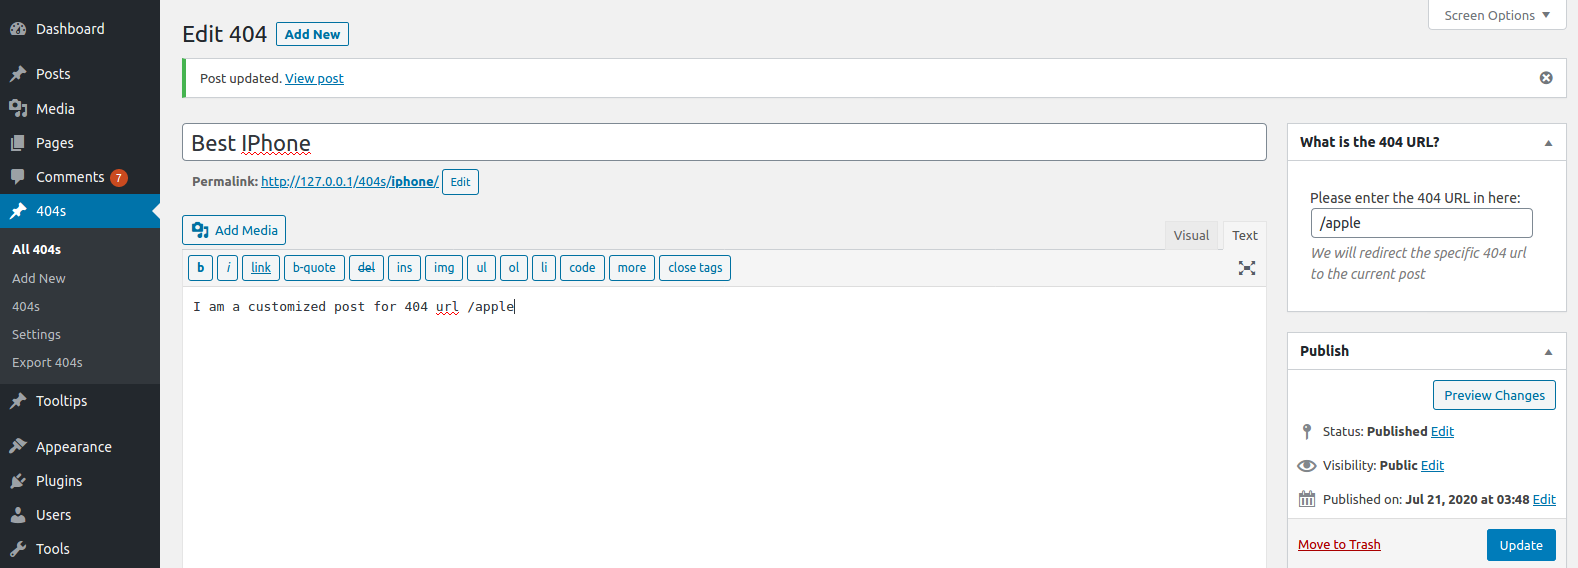 Dashboard
Posts
Media
Pages
Comments 7
404s
All 404s
Add New
404s
Settings
Export 404s
Tooltips
Appearance
Plugins
Users
Tools
Screen Options
Edit 404 Add New
Post updated. View post
Best IPhone
Permalink: http://127.0.0.1/404s/iphone/ Edit
Add Media
Visual Text
b i link b-quote del ins img ul ol li code more close tags
I am a customized post for 404 url /apple
What is the 404 URL?
Please enter the 404 URL in here:
/apple
We will redirect the specific 404 url
to the current post
Publish
Preview Changes
Status: Published Edit
Visibility: Public Edit
Published on: Jul 21, 2020 at 03:48 Edit
Move to Trash Update